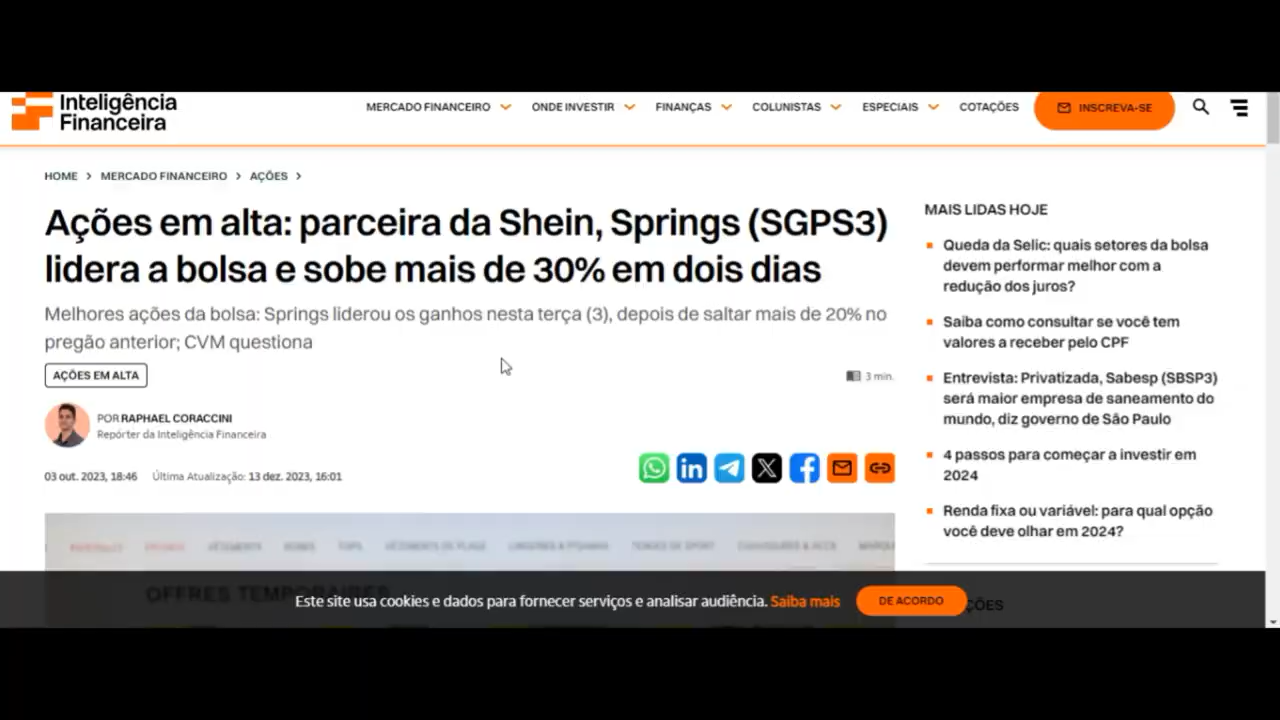 Inteligência
Financeira
MERCADO FINANCEIRO
ONDE INVESTIR
FINANÇAS
COLUNISTAS
ESPECIAIS
COTAÇÕES
INSCREVA-SE
HOME > MERCADO FINANCEIRO > AÇÕES >
Ações em alta: parceira da Shein, Springs (SGPS3)
lidera a bolsa e sobe mais de 30% em dois dias
Melhores ações da bolsa: Springs liderou os ganhos nesta terça (3), depois de saltar mais de 20% no
pregão anterior; CVM questiona
AÇÕES EM ALTA
3 min.
POR RAPHAEL CORACCINI
Repórter da Inteligência Financeira
03 out. 2023, 18:46 Última Atualização: 13 dez. 2023, 16:01
MAIS LIDAS HOJE
Queda da Selic: quais setores da bolsa
devem performar melhor com a
redução dos juros?
Saiba como consultar se você tem
valores a receber pelo CPF
Entrevista: Privatizada, Sabesp (SBSP3)
será maior empresa de saneamento do
mundo, diz governo de São Paulo
4 passos para começar a investir em
2024
Renda fixa ou variável: para qual opção
você deve olhar em 2024?
OFFRES TEMPORAIRES
Este site usa cookies e dados para fornecer serviços e analisar audiência. Saiba mais
DE ACORDO